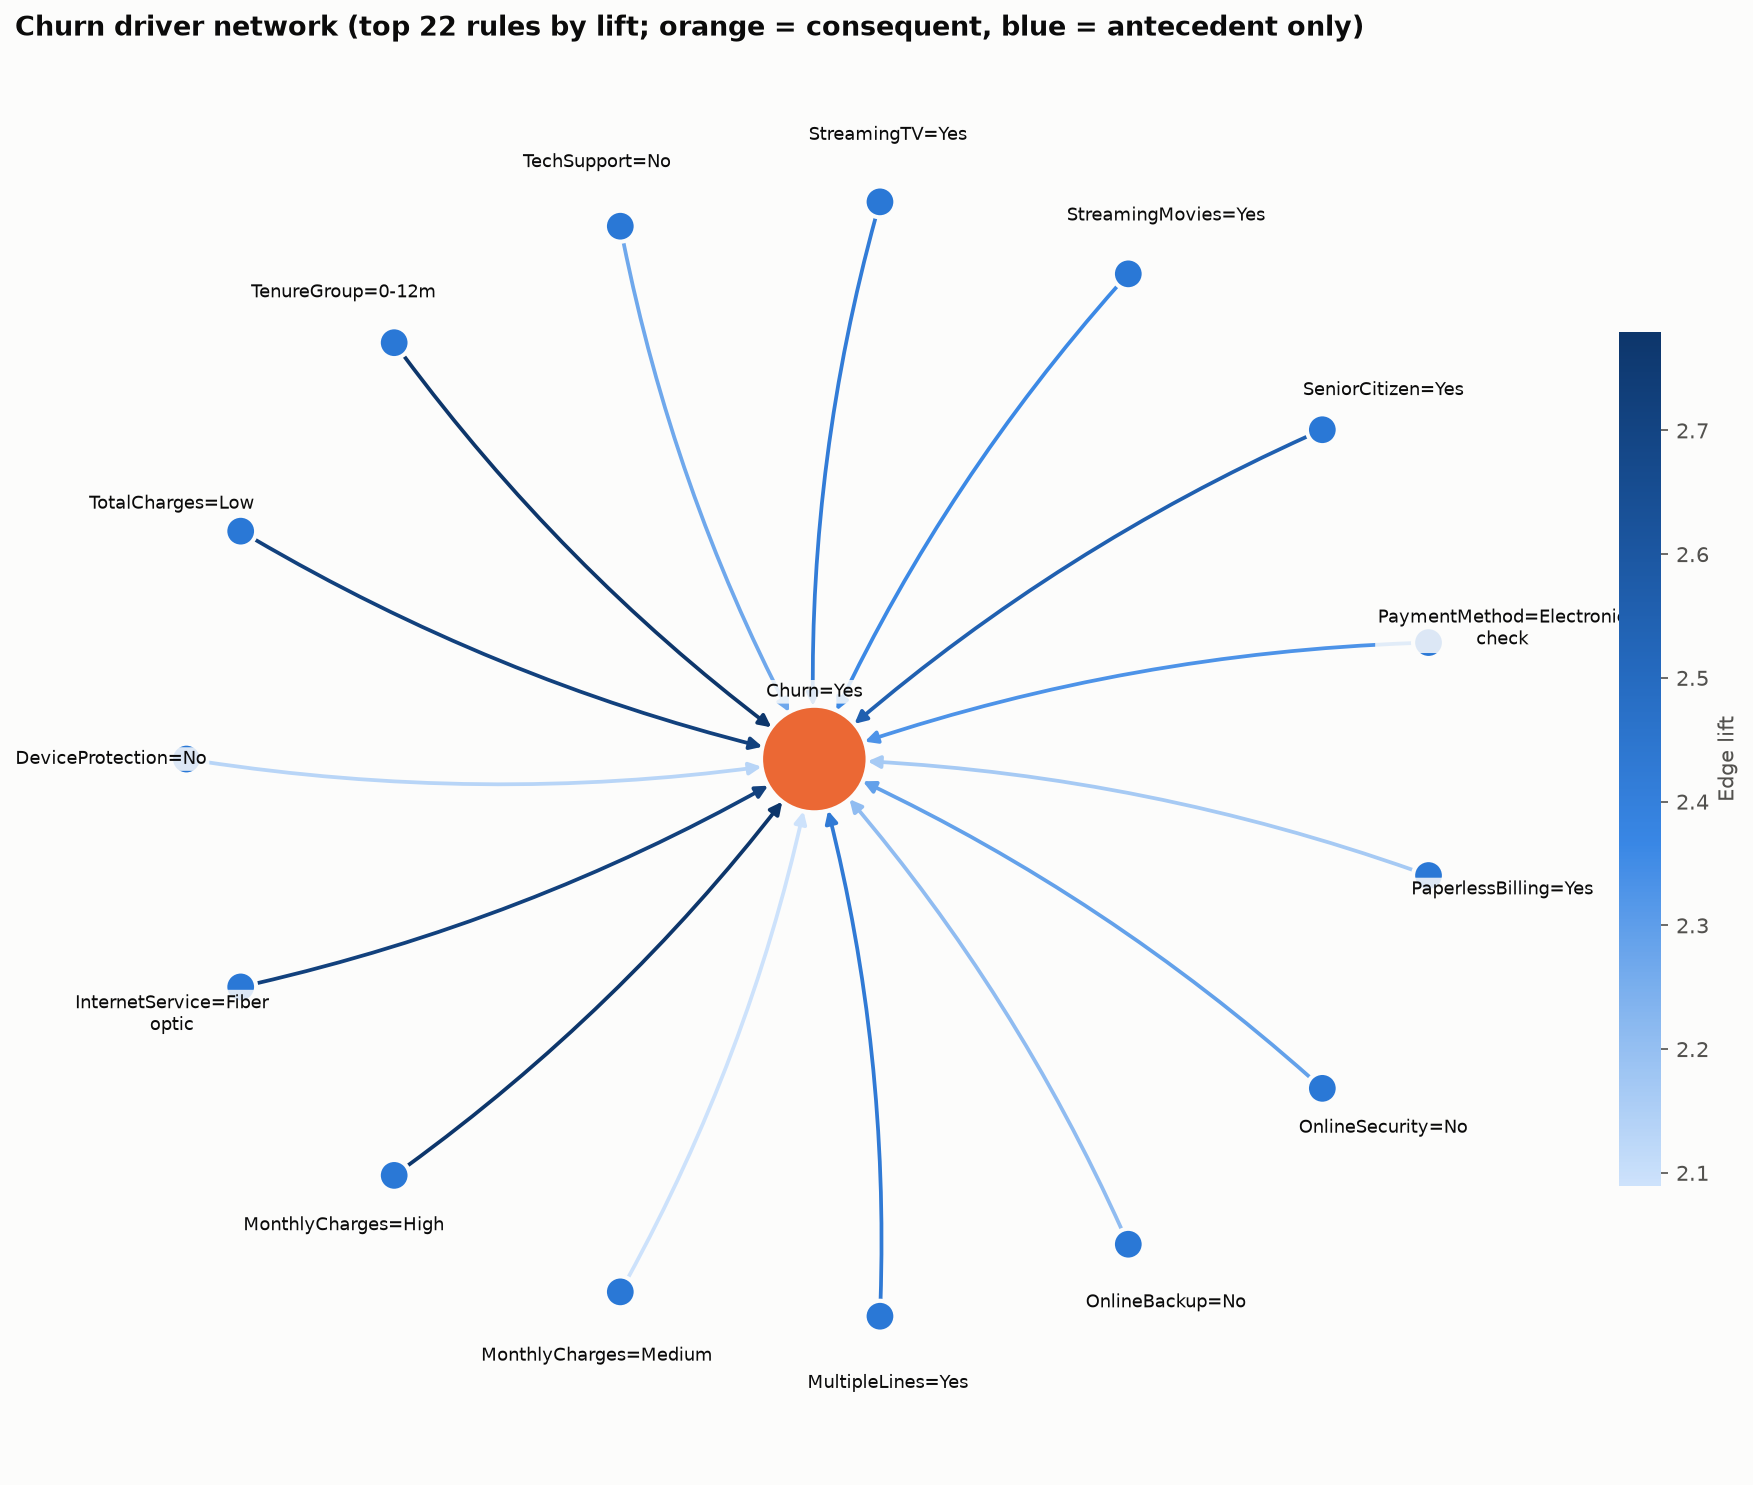 Churn driver network (top 22 rules by lift; orange = consequent, blue = antecedent only)
StreamingTV=Yes
TechSupport=No
StreamingMovies=Yes
TenureGroup=0-12m
SeniorCitizen=Yes
TotalCharges=Low
PaymentMethod=Electronic
check
Churn=Yes
DeviceProtection=No
PaperlessBilling=Yes
InternetService=Fiber
optic
OnlineSecurity=No
MonthlyCharges=High
OnlineBackup=No
MonthlyCharges=Medium
MultipleLines=Yes
2.7
2.6
2.5
2.4
2.3
2.2
2.1
Edge lift